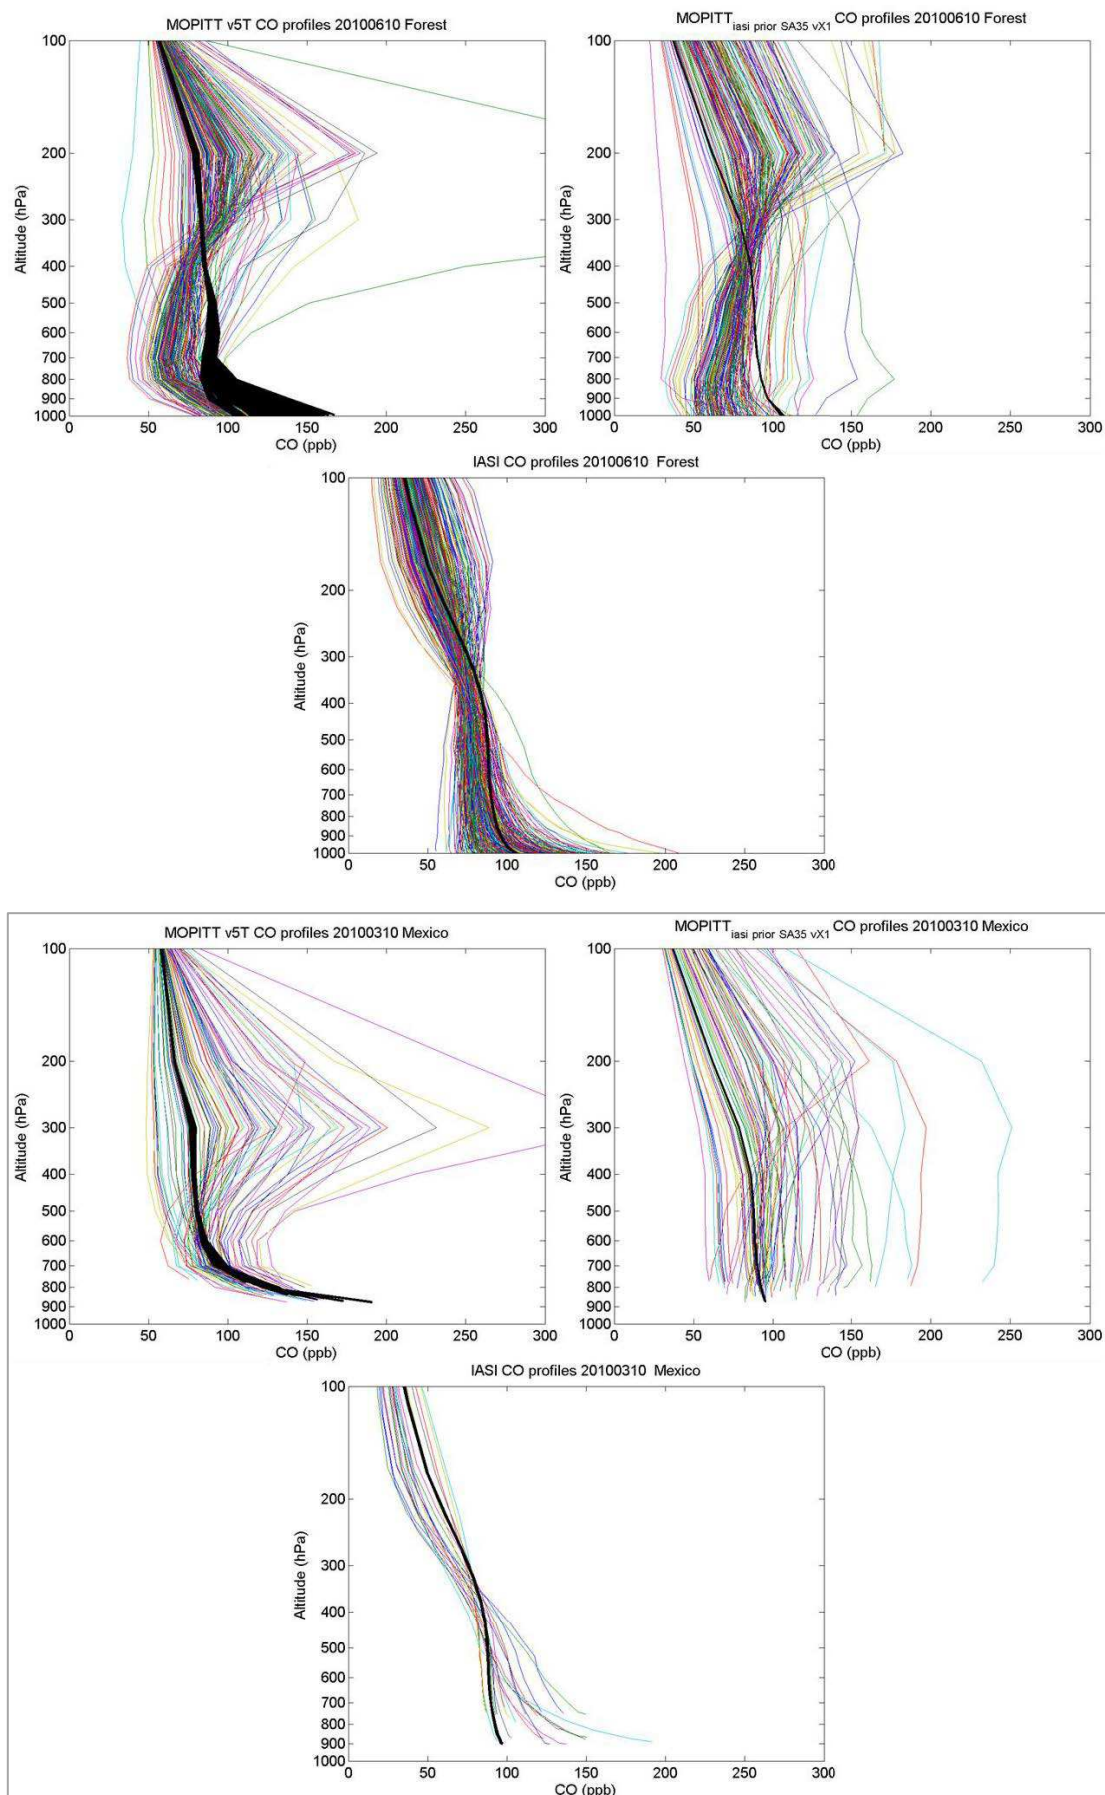 MOPITT v5T CO profiles 20100610 Forest
100
200
300
400
500
600
700
800
900
1000
0 50 100 150 200 250 300
Altitude (hPa)
CO (ppb)
MOPITT iasi prior SA35 vX1 CO profiles 20100610 Forest
100
200
300
400
500
600
700
800
900
1000
0 50 100 150 200 250 300
Altitude (hPa)
CO (ppb)
IASI CO profiles 20100610 Forest
100
200
300
400
500
600
700
800
900
1000
0 50 100 150 200 250 300
Altitude (hPa)
CO (ppb)
MOPITT v5T CO profiles 20100310 Mexico
100
200
300
400
500
600
700
800
900
1000
0 50 100 150 200 250 300
Altitude (hPa)
CO (ppb)
MOPITT iasi prior SA35 vX1 CO profiles 20100310 Mexico
100
200
300
400
500
600
700
800
900
1000
0 50 100 150 200 250 300
Altitude (hPa)
CO (ppb)
IASI CO profiles 20100310 Mexico
100
200
300
400
500
600
700
800
900
1000
0 50 100 150 200 250 300
Altitude (hPa)
CO (ppb)